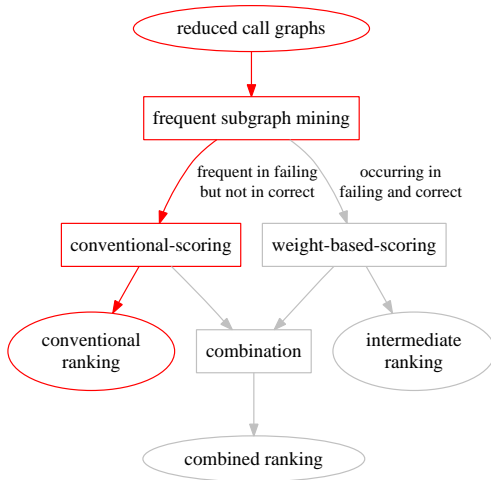 reduced call graphs
frequent subgraph mining
frequent in failing
but not in correct
occurring in
failing and correct
conventional-scoring
weight-based-scoring
conventional
ranking
combination
intermediate
ranking
combined ranking